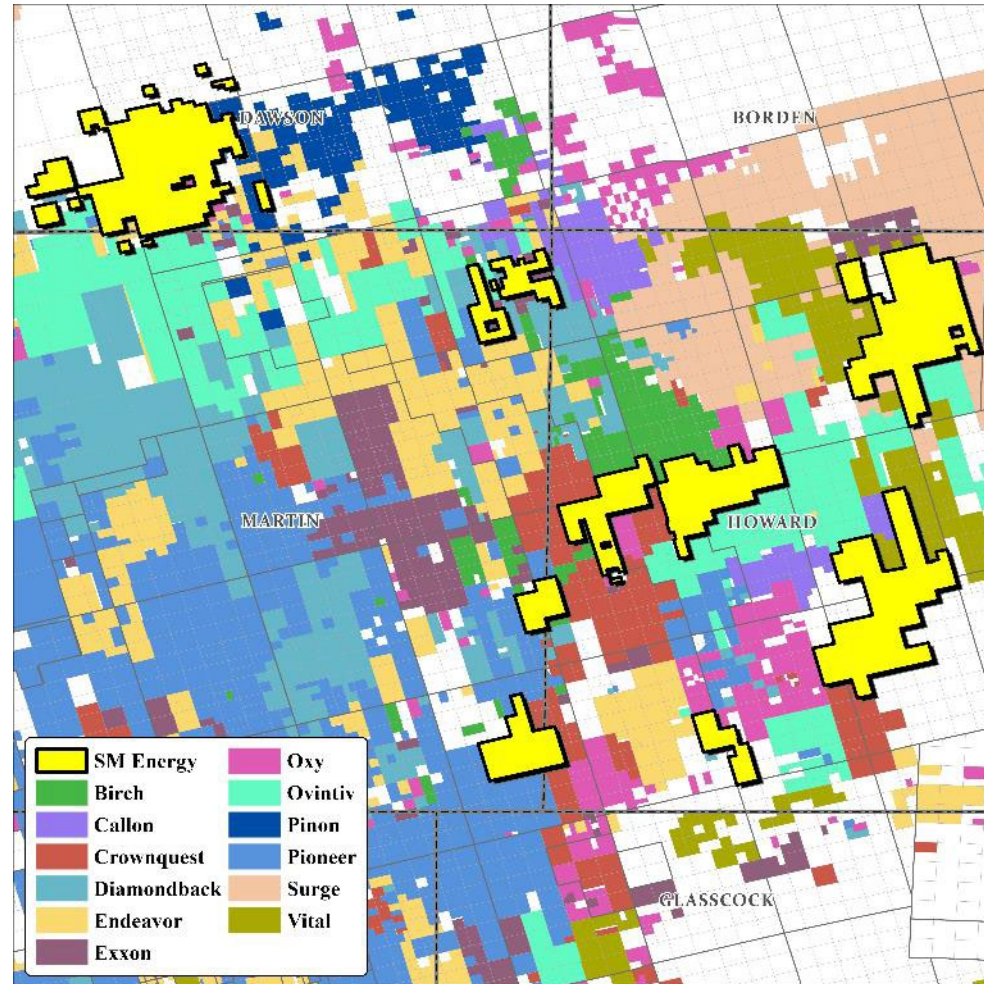 DAWSON
BORDEN
MARTIN
HOWARD
GLASSCOCK
SM Energy
Birch
Callon
Crownquest
Diamondback
Endeavor
Exxon
Oxy
Ovintiv
Pinon
Pioneer
Surge
Vital